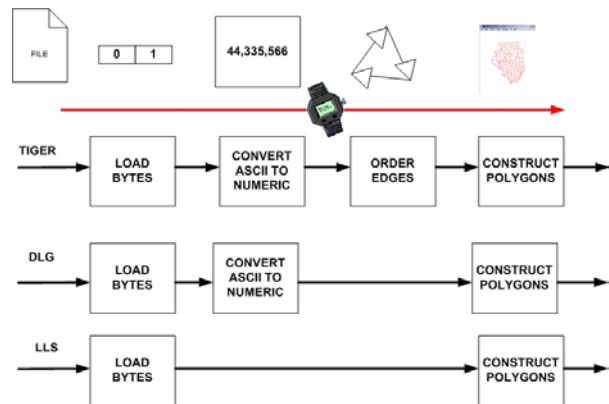 FILE
0 1
44,335,566
TIGER
LOAD
BYTES
CONVERT
ASCII TO
NUMERIC
ORDER
EDGES
CONSTRUCT
POLYGONS
DLG
LOAD
BYTES
CONVERT
ASCII TO
NUMERIC
CONSTRUCT
POLYGONS
LLS
LOAD
BYTES
CONSTRUCT
POLYGONS